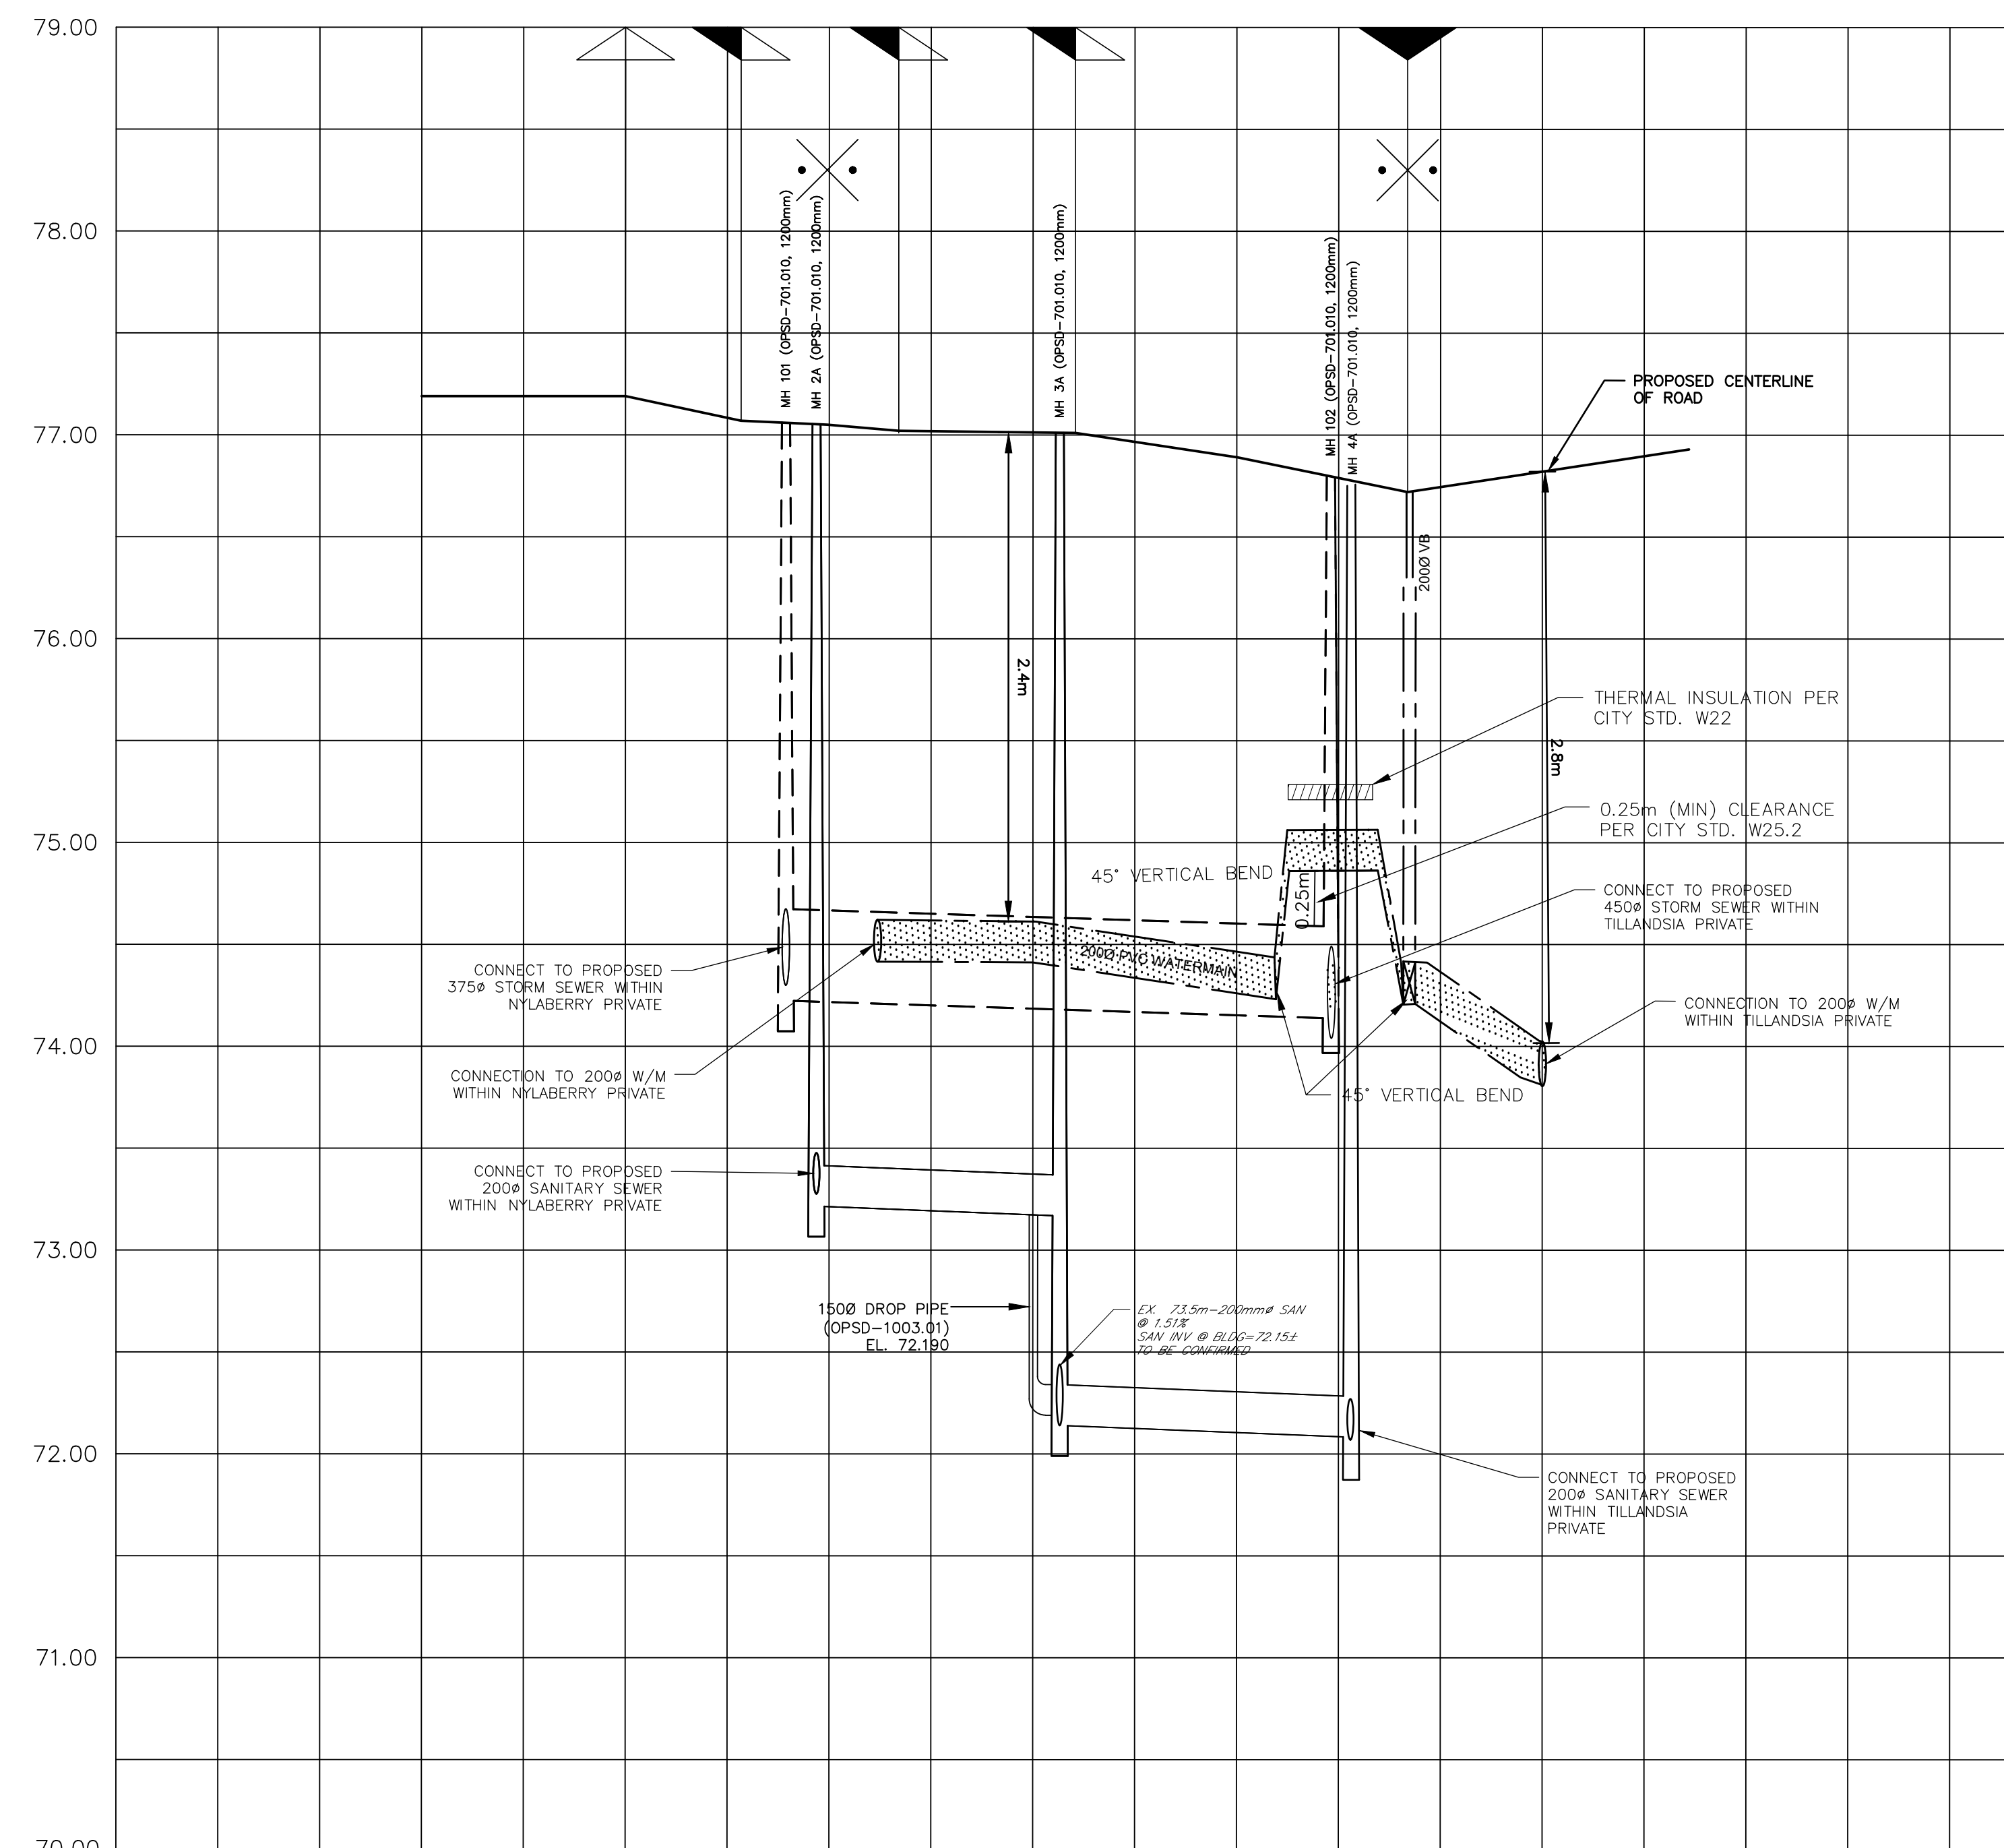 79.00
78.00
77.00
76.00
75.00
74.00
73.00
72.00
71.00
70.00
MH 101 (OPSD-701.010, 1200mm)
MH 2A (OPSD-701.010, 1200mm)
MH 3A (OPSD-701.010, 1200mm)
MH 102 (OPSD-701.010, 1200mm)
MH 4A (OPSD-701.010, 1200mm)
PROPOSED CENTERLINE
OF ROAD
200Ø VB
2.4m
THERMAL INSULATION PER
CITY STD. W22
2.8m
0.25m (MIN) CLEARANCE
PER CITY STD. W25.2
45° VERTICAL BEND
0.25m
CONNECT TO PROPOSED
450ø STORM SEWER WITHIN
TILLANDSIA PRIVATE
200Ø PVC WATERMAIN
CONNECT TO PROPOSED
375ø STORM SEWER WITHIN
NYLABERRY PRIVATE
CONNECTION TO 200ø W/M
WITHIN TILLANDSIA PRIVATE
CONNECTION TO 200ø W/M
WITHIN NYLABERRY PRIVATE
45° VERTICAL BEND
CONNECT TO PROPOSED
200ø SANITARY SEWER
WITHIN NYLABERRY PRIVATE
150Ø DROP PIPE
(OPSD-1003.01)
EL. 72.190
EX. 73.5m-200mmø SAN
@ 1.51%
SAN INV @ BLDG=72.15±
TO BE CONFIRMED
CONNECT TO PROPOSED
200ø SANITARY SEWER
WITHIN TILLANDSIA
PRIVATE